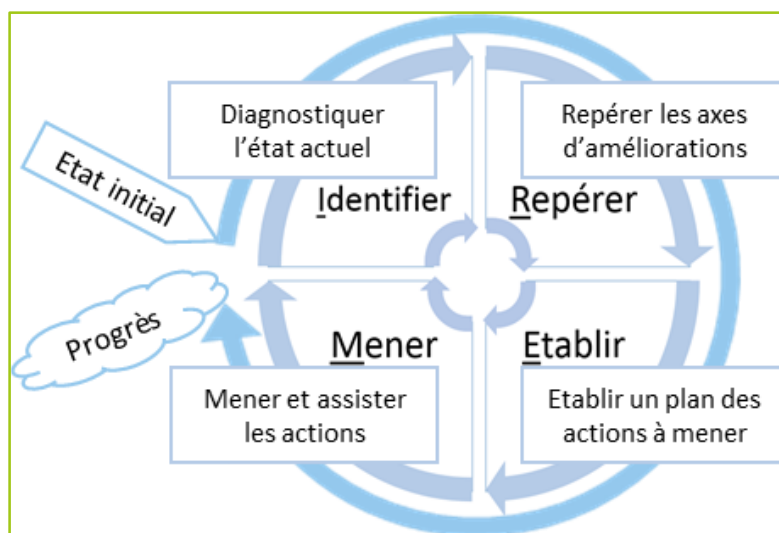 Diagnostiquer
l'état actuel
Repérer les axes
d'améliorations
Etat initial
Identifier
Repérer
Progrès
Mener
Etablir
Mener et assister
les actions
Etablir un plan des
actions à mener